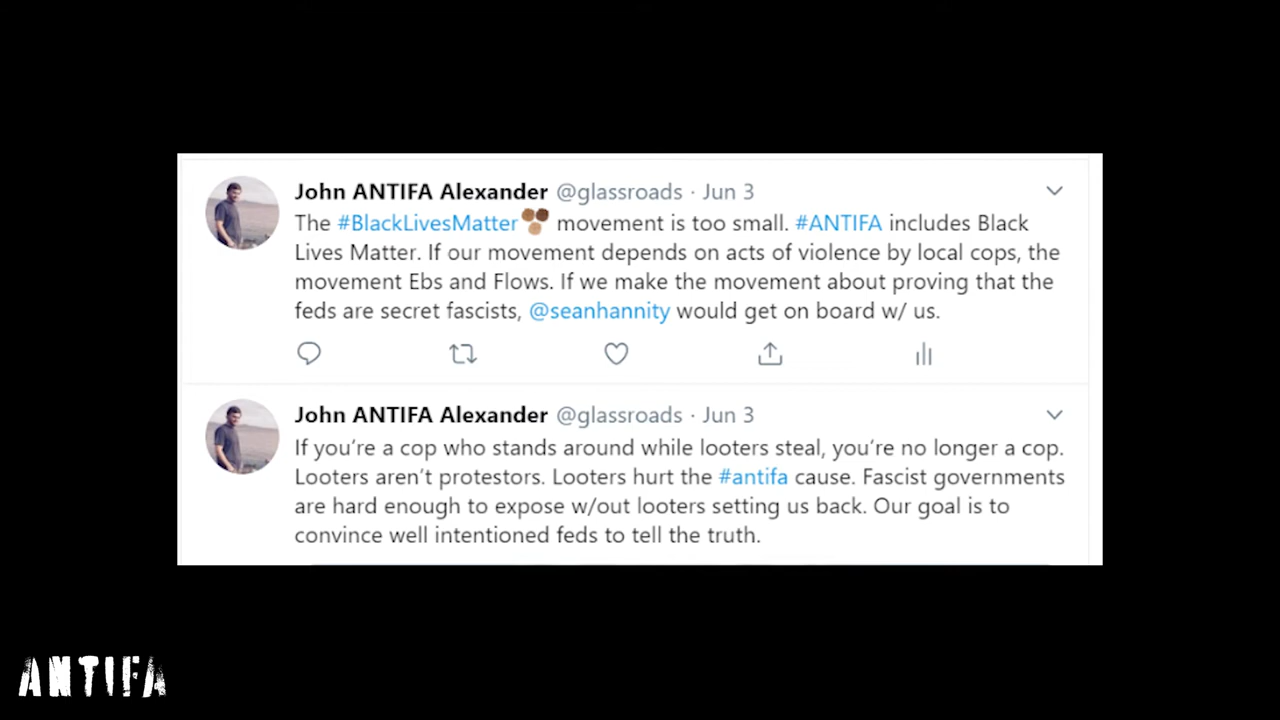 John ANTIFA Alexander @glassroads · Jun 3
The #BlackLivesMatter movement is too small. #ANTIFA includes Black
Lives Matter. If our movement depends on acts of violence by local cops, the
movement Ebs and Flows. If we make the movement about proving that the
feds are secret fascists, @seanhannity would get on board w/ us.
John ANTIFA Alexander @glassroads · Jun 3
If you're a cop who stands around while looters steal, you're no longer a cop.
Looters aren't protestors. Looters hurt the #antifa cause. Fascist governments
are hard enough to expose w/out looters setting us back. Our goal is to
convince well intentioned feds to tell the truth.
ANTIFA